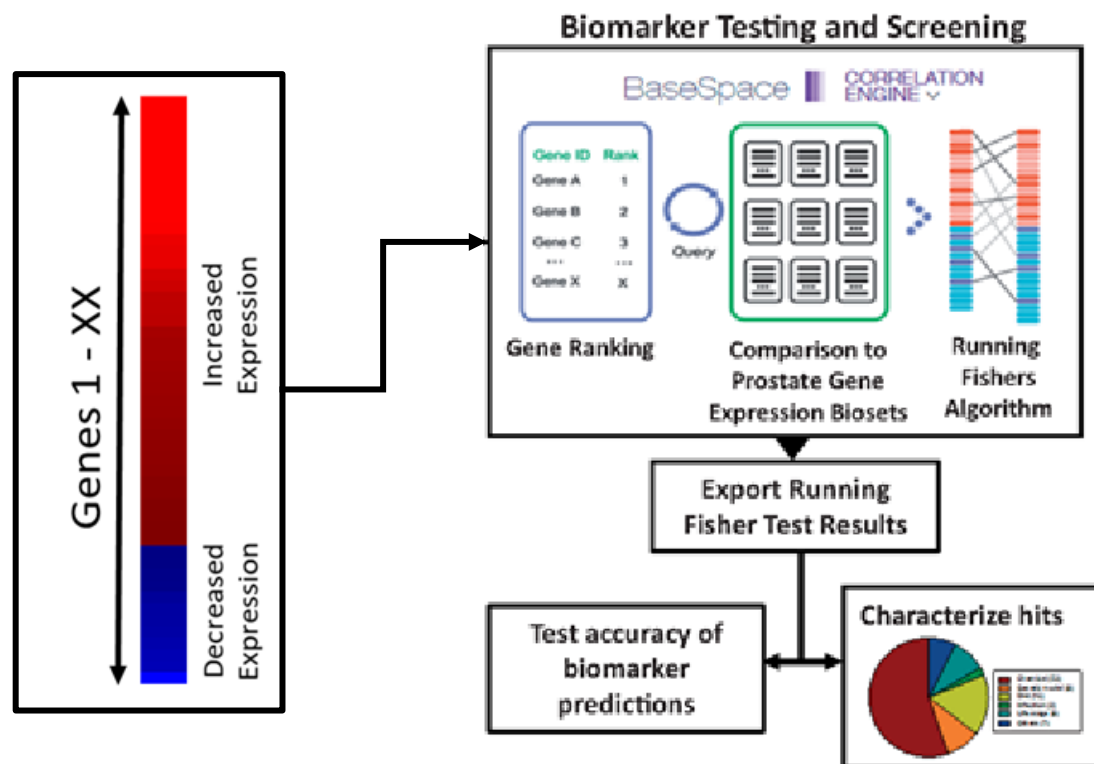 Biomarker Testing and Screening
BaseSpace
CORRELATION
ENGINE
Genes 1 - XX
Increased
Expression
Decreased
Expression
Gene ID Rank
Gene A 1
Gene B 2
Gene C 3
... ...
Gene X X
Query
Gene Ranking
Comparison to
Prostate Gene
Expression Biosets
Running
Fishers
Algorithm
Export Running
Fisher Test Results
Test accuracy of
biomarker
predictions
Characterize hits